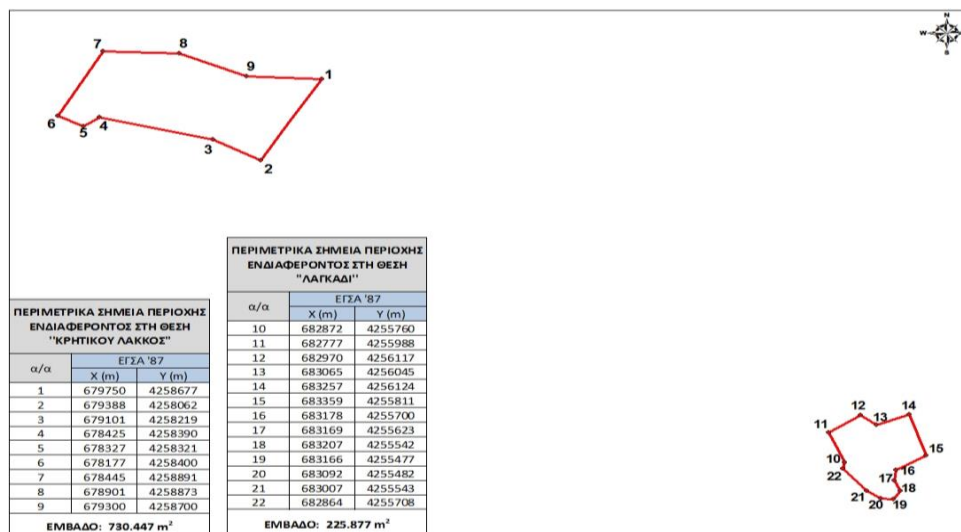 7
8
9
1
6
5
4
3
2
N
W
E
S
ΠΕΡΙΜΕΤΡΙΚΑ ΣΗΜΕΙΑ ΠΕΡΙΟΧΗΣ
ΕΝΔΙΑΦΕΡΟΝΤΟΣ ΣΤΗ ΘΕΣΗ
"ΛΑΓΚΑΔΙ"
α/α
ΕΓΣΑ '87
X (m) Y (m)
10 682872 4255760
11 682777 4255988
12 682970 4256117
13 683065 4256045
14 683257 4256124
15 683359 4255811
16 683178 4255700
17 683169 4255623
18 683207 4255542
19 683166 4255477
20 683092 4255482
21 683007 4255543
22 682864 4255708
ΕΜΒΑΔΟ: 225.877 m²
ΠΕΡΙΜΕΤΡΙΚΑ ΣΗΜΕΙΑ ΠΕΡΙΟΧΗΣ
ΕΝΔΙΑΦΕΡΟΝΤΟΣ ΣΤΗ ΘΕΣΗ
''ΚΡΗΤΙΚΟΥ ΛΑΚΚΟΣ"
α/α
ΕΓΣΑ '87
X (m) Y (m)
1 679750 4258677
2 679388 4258062
3 679101 4258219
4 678425 4258390
5 678327 4258321
6 678177 4258400
7 678445 4258891
8 678901 4258873
9 679300 4258700
ΕΜΒΑΔΟ: 730.447 m²
12
14
13
11
15
10
16
22
17
18
21
20
19